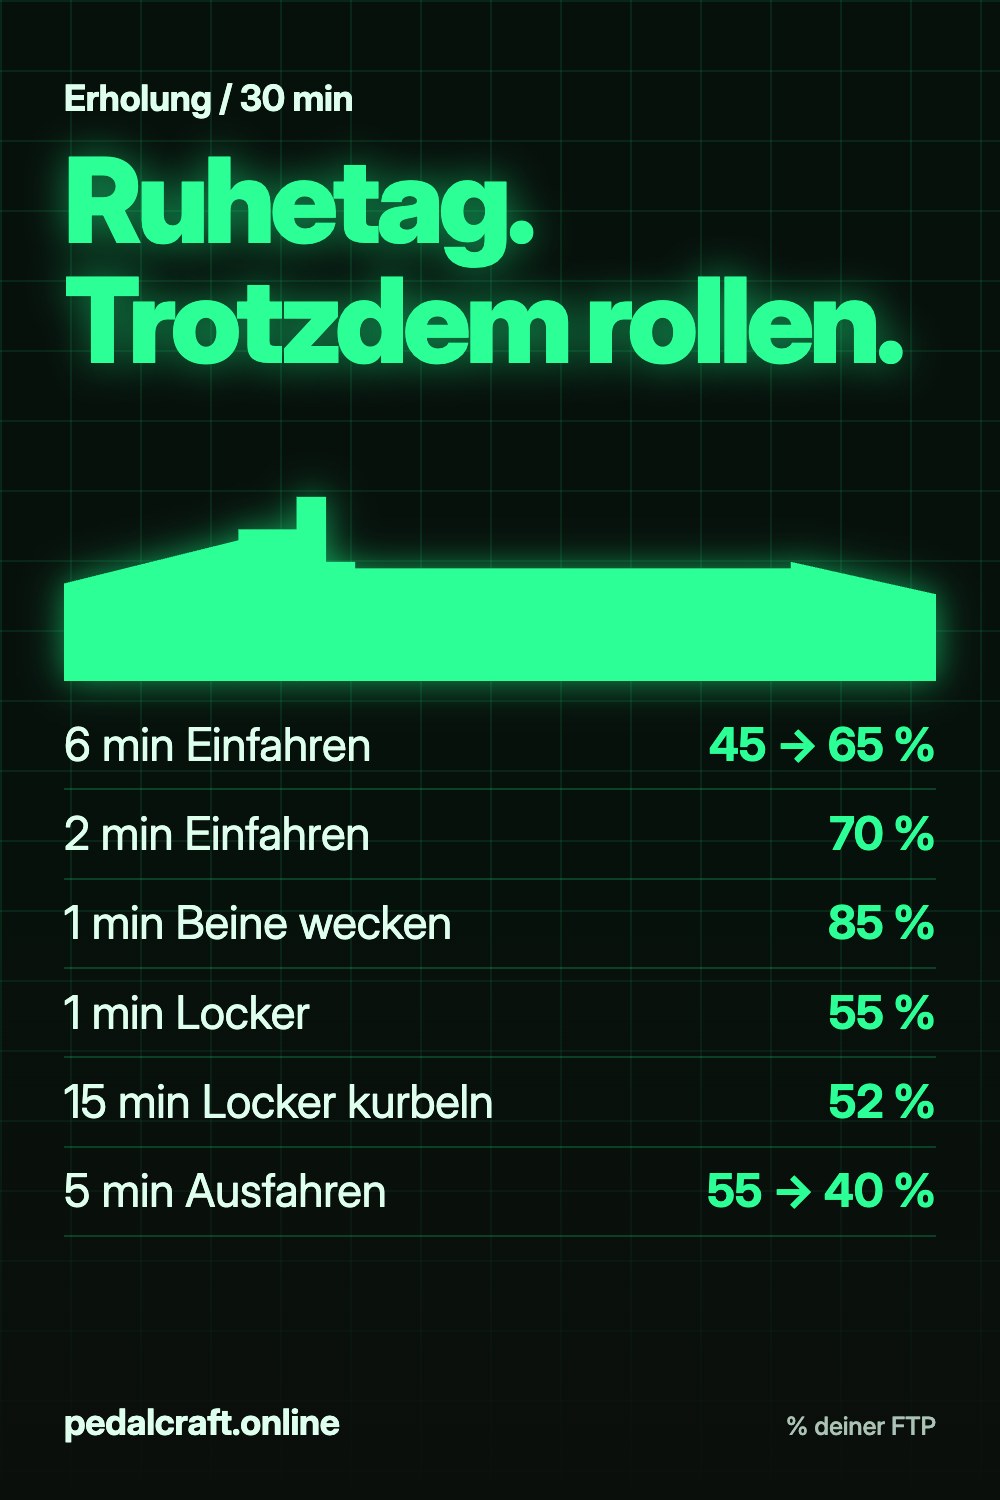 Erholung / 30 min
Ruhetag.
Trotzdem rollen.
6 min Einfahren 45 → 65 %
2 min Einfahren 70 %
1 min Beine wecken 85 %
1 min Locker 55 %
15 min Locker kurbeln 52 %
5 min Ausfahren 55 → 40 %
pedalcraft.online % deiner FTP